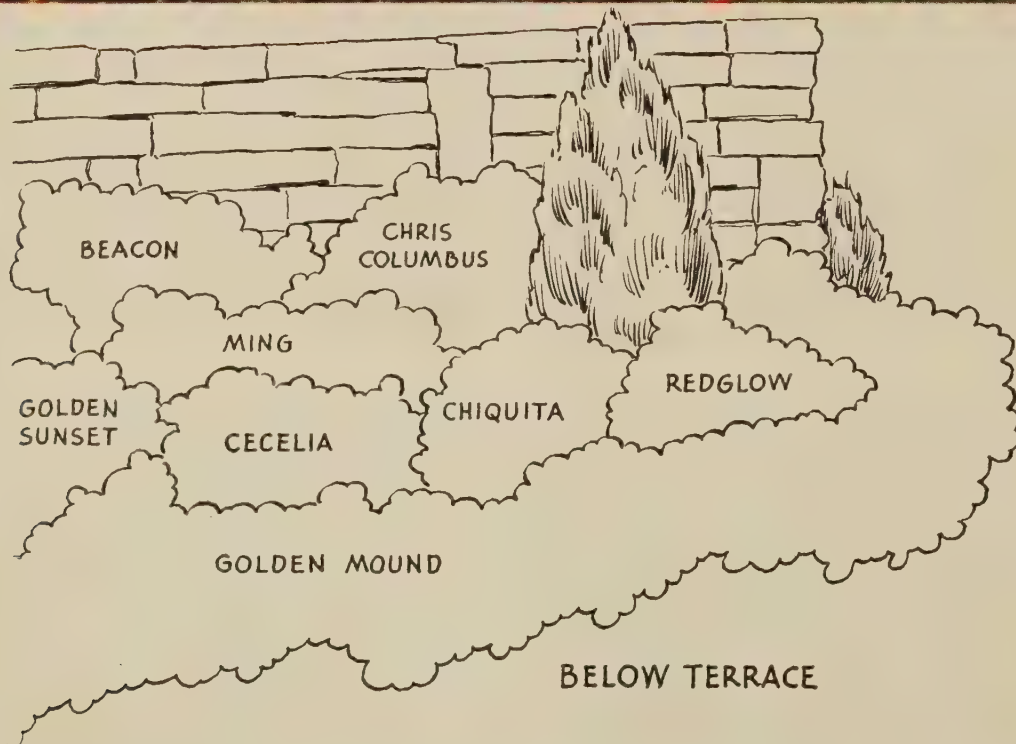 BEACON
CHRIS
COLUMBUS
MING
GOLDEN
SUNSET
CECELIA
CHIQUITA
REDGLOW
GOLDEN MOUND
BELOW TERRACE